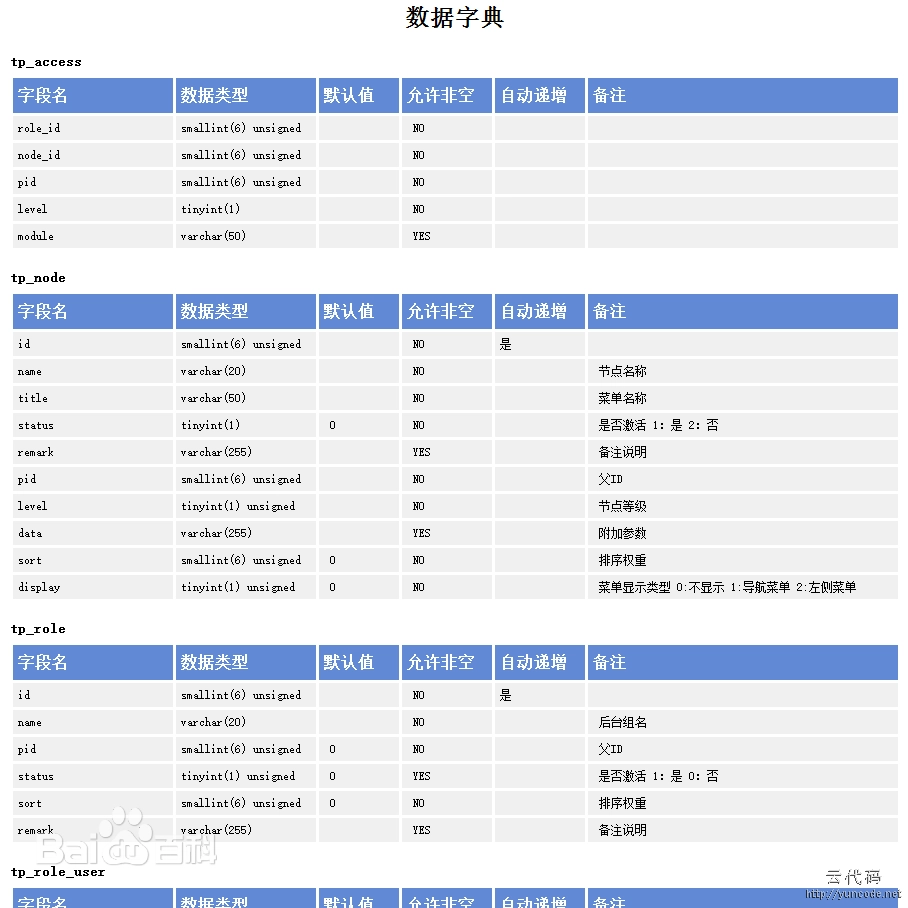 数据字典
tp_access
字段名 数据类型 默认值 允许非空 自动递增 备注
role_id smallint(6) unsigned NO
node_id smallint(6) unsigned NO
pid smallint(6) unsigned NO
level tinyint(1) NO
module varchar(50) YES
tp_node
字段名 数据类型 默认值 允许非空 自动递增 备注
id smallint(6) unsigned NO 是
name varchar(20) NO 节点名称
title varchar(50) NO 菜单名称
status tinyint(1) 0 NO 是否激活 1: 是 2: 否
remark varchar(255) YES 备注说明
pid smallint(6) unsigned NO 父ID
level tinyint(1) unsigned NO 节点等级
data varchar(255) YES 附加参数
sort smallint(6) unsigned 0 NO 排序权重
display tinyint(1) unsigned 0 NO 菜单显示类型 0:不显示 1:导航菜单 2:左侧菜单
tp_role
字段名 数据类型 默认值 允许非空 自动递增 备注
id smallint(6) unsigned NO 是
name varchar(20) NO 后台组名
pid smallint(6) unsigned 0 NO 父ID
status tinyint(1) unsigned 0 YES 是否激活 1: 是 0: 否
sort smallint(6) unsigned 0 NO 排序权重
remark varchar(255) YES 备注说明
Bai百科
tp_role_user
云代码
http://yuncode.net
字段名 数据类型 默认值 允许非空 自动递增 备注